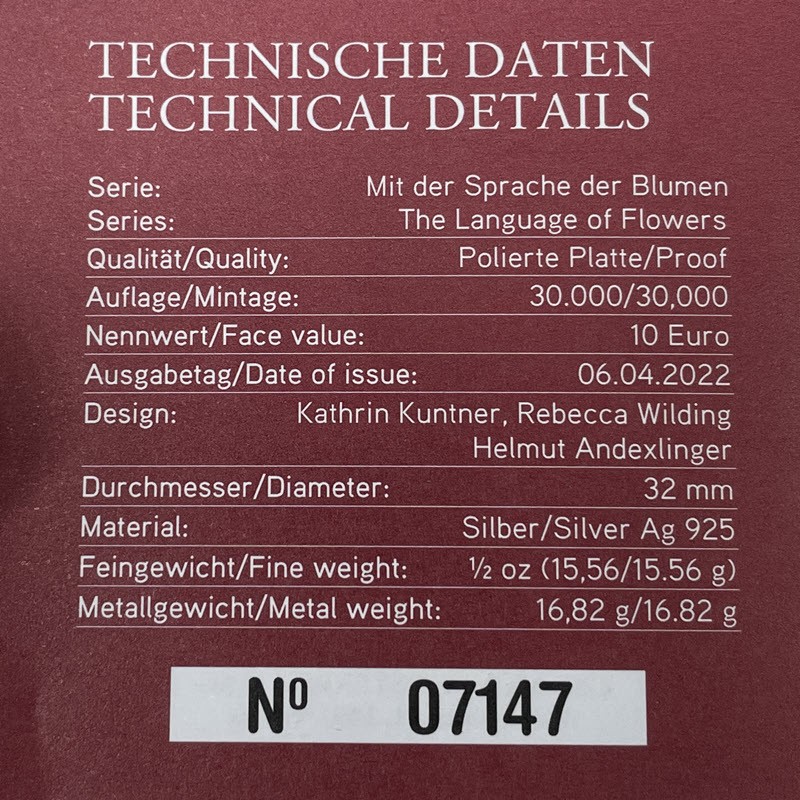 TECHNISCHE DATEN
TECHNICAL DETAILS
Serie: Mit der Sprache der Blumen
Series: The Language of Flowers
Qualität/Quality: Polierte Platte/Proof
Auflage/Mintage: 30.000/30,000
Nennwert/Face value: 10 Euro
Ausgabetag/Date of issue: 06.04.2022
Design: Kathrin Kuntner, Rebecca Wilding
Helmut Andexlinger
Durchmesser/Diameter: 32 mm
Material: Silber/Silver Ag 925
Feingewicht/Fine weight: ½ oz (15,56/15.56 g)
Metallgewicht/Metal weight: 16,82 g/16.82 g
Nº 07147